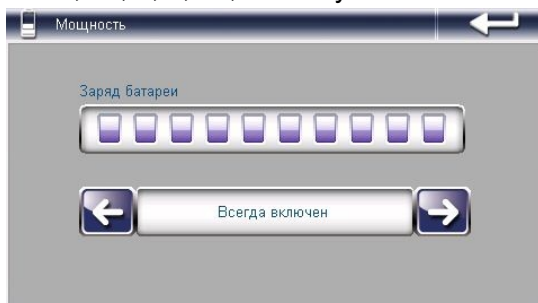 Мощность
Заряд батареи
Всегда включен